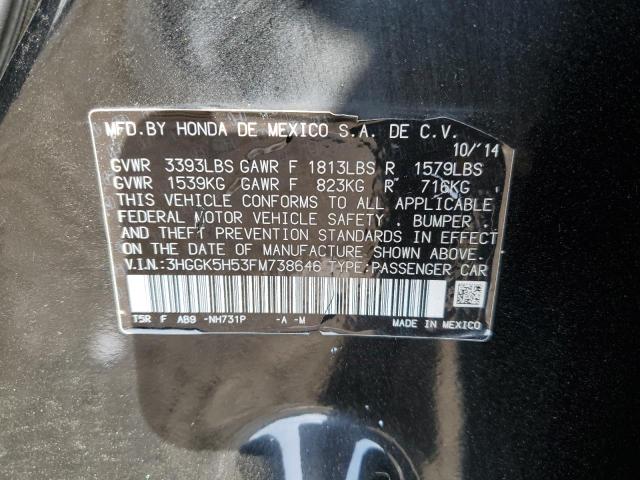 MFD.BY HONDA DE MEXICO S.A. DE C.V.
10/'14
GVWR 3393LBS GAWR F 1813LBS R 1579LBS
GVWR 1539KG GAWR F 823KG R 716KG
THIS VEHICLE CONFORMS TO ALL APPLICABLE
FEDERAL MOTOR VEHICLE SAFETY . BUMPER .
AND THEFT PREVENTION STANDARDS IN EFFECT
ON THE DATE OF MANUFACTURE SHOWN ABOVE.
V.I.N.:3HGGK5H53FM738646 TYPE:PASSENGER CAR
T5R F AB9 -NH731P -A -M MADE IN MEXICO